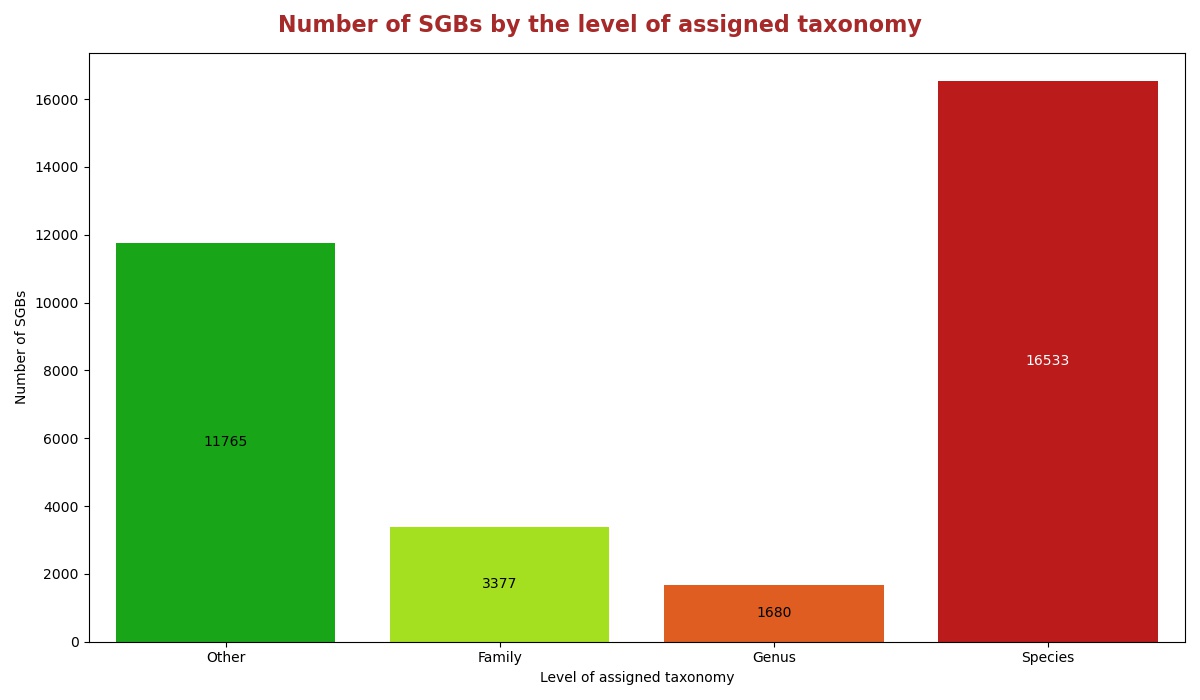 Number of SGBs by the level of assigned taxonomy
Number of SGBs
16000
14000
12000
10000
8000
6000
4000
2000
0
11765
3377
1680
16533
Other
Family
Genus
Species
Level of assigned taxonomy